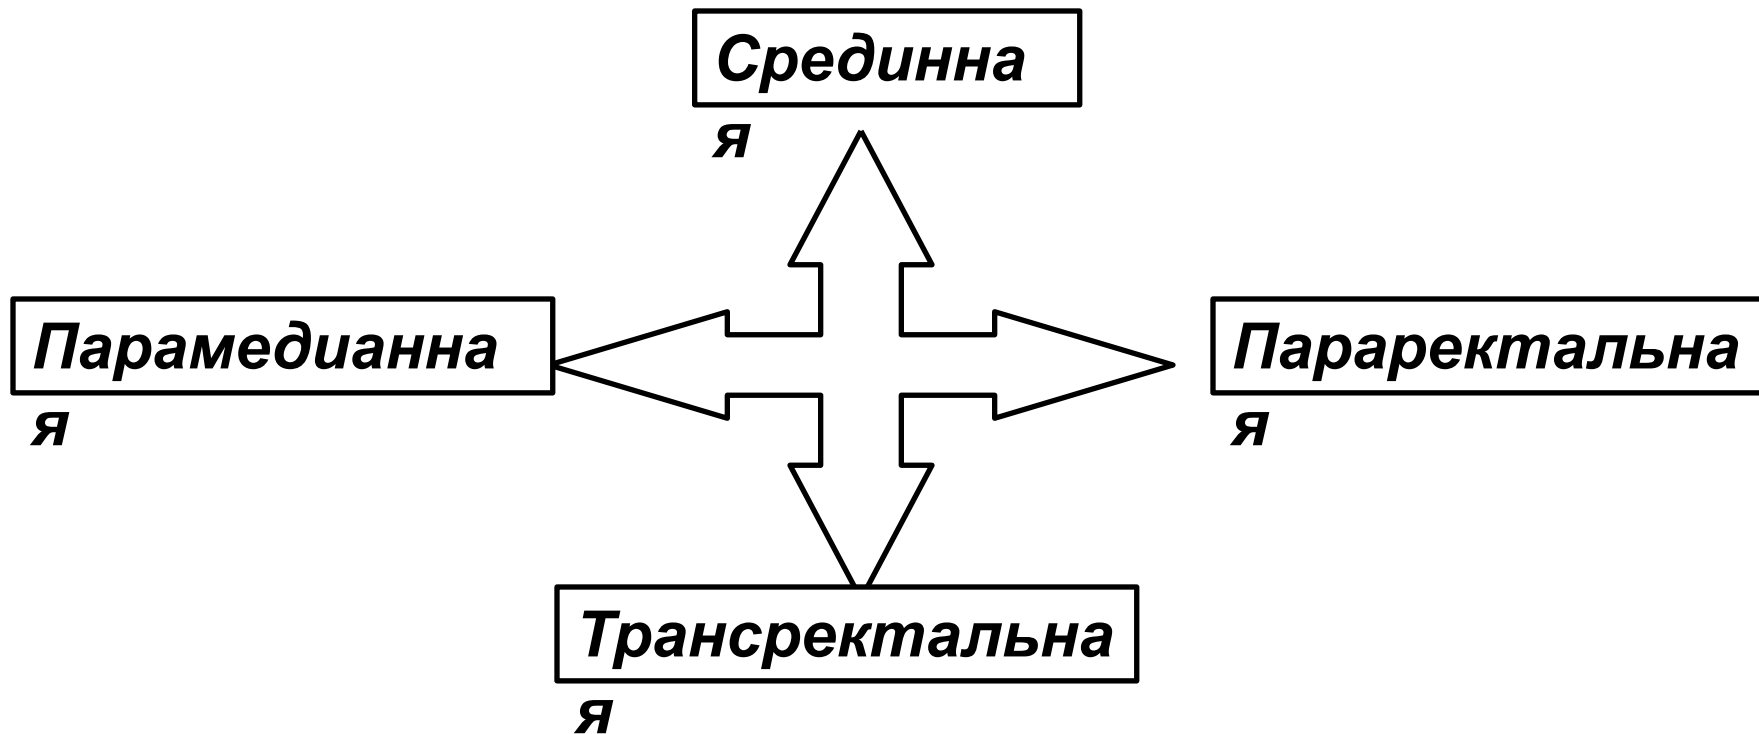 Срединна
я
Парамедианна
я
Параректальна
я
Трансректальна
я